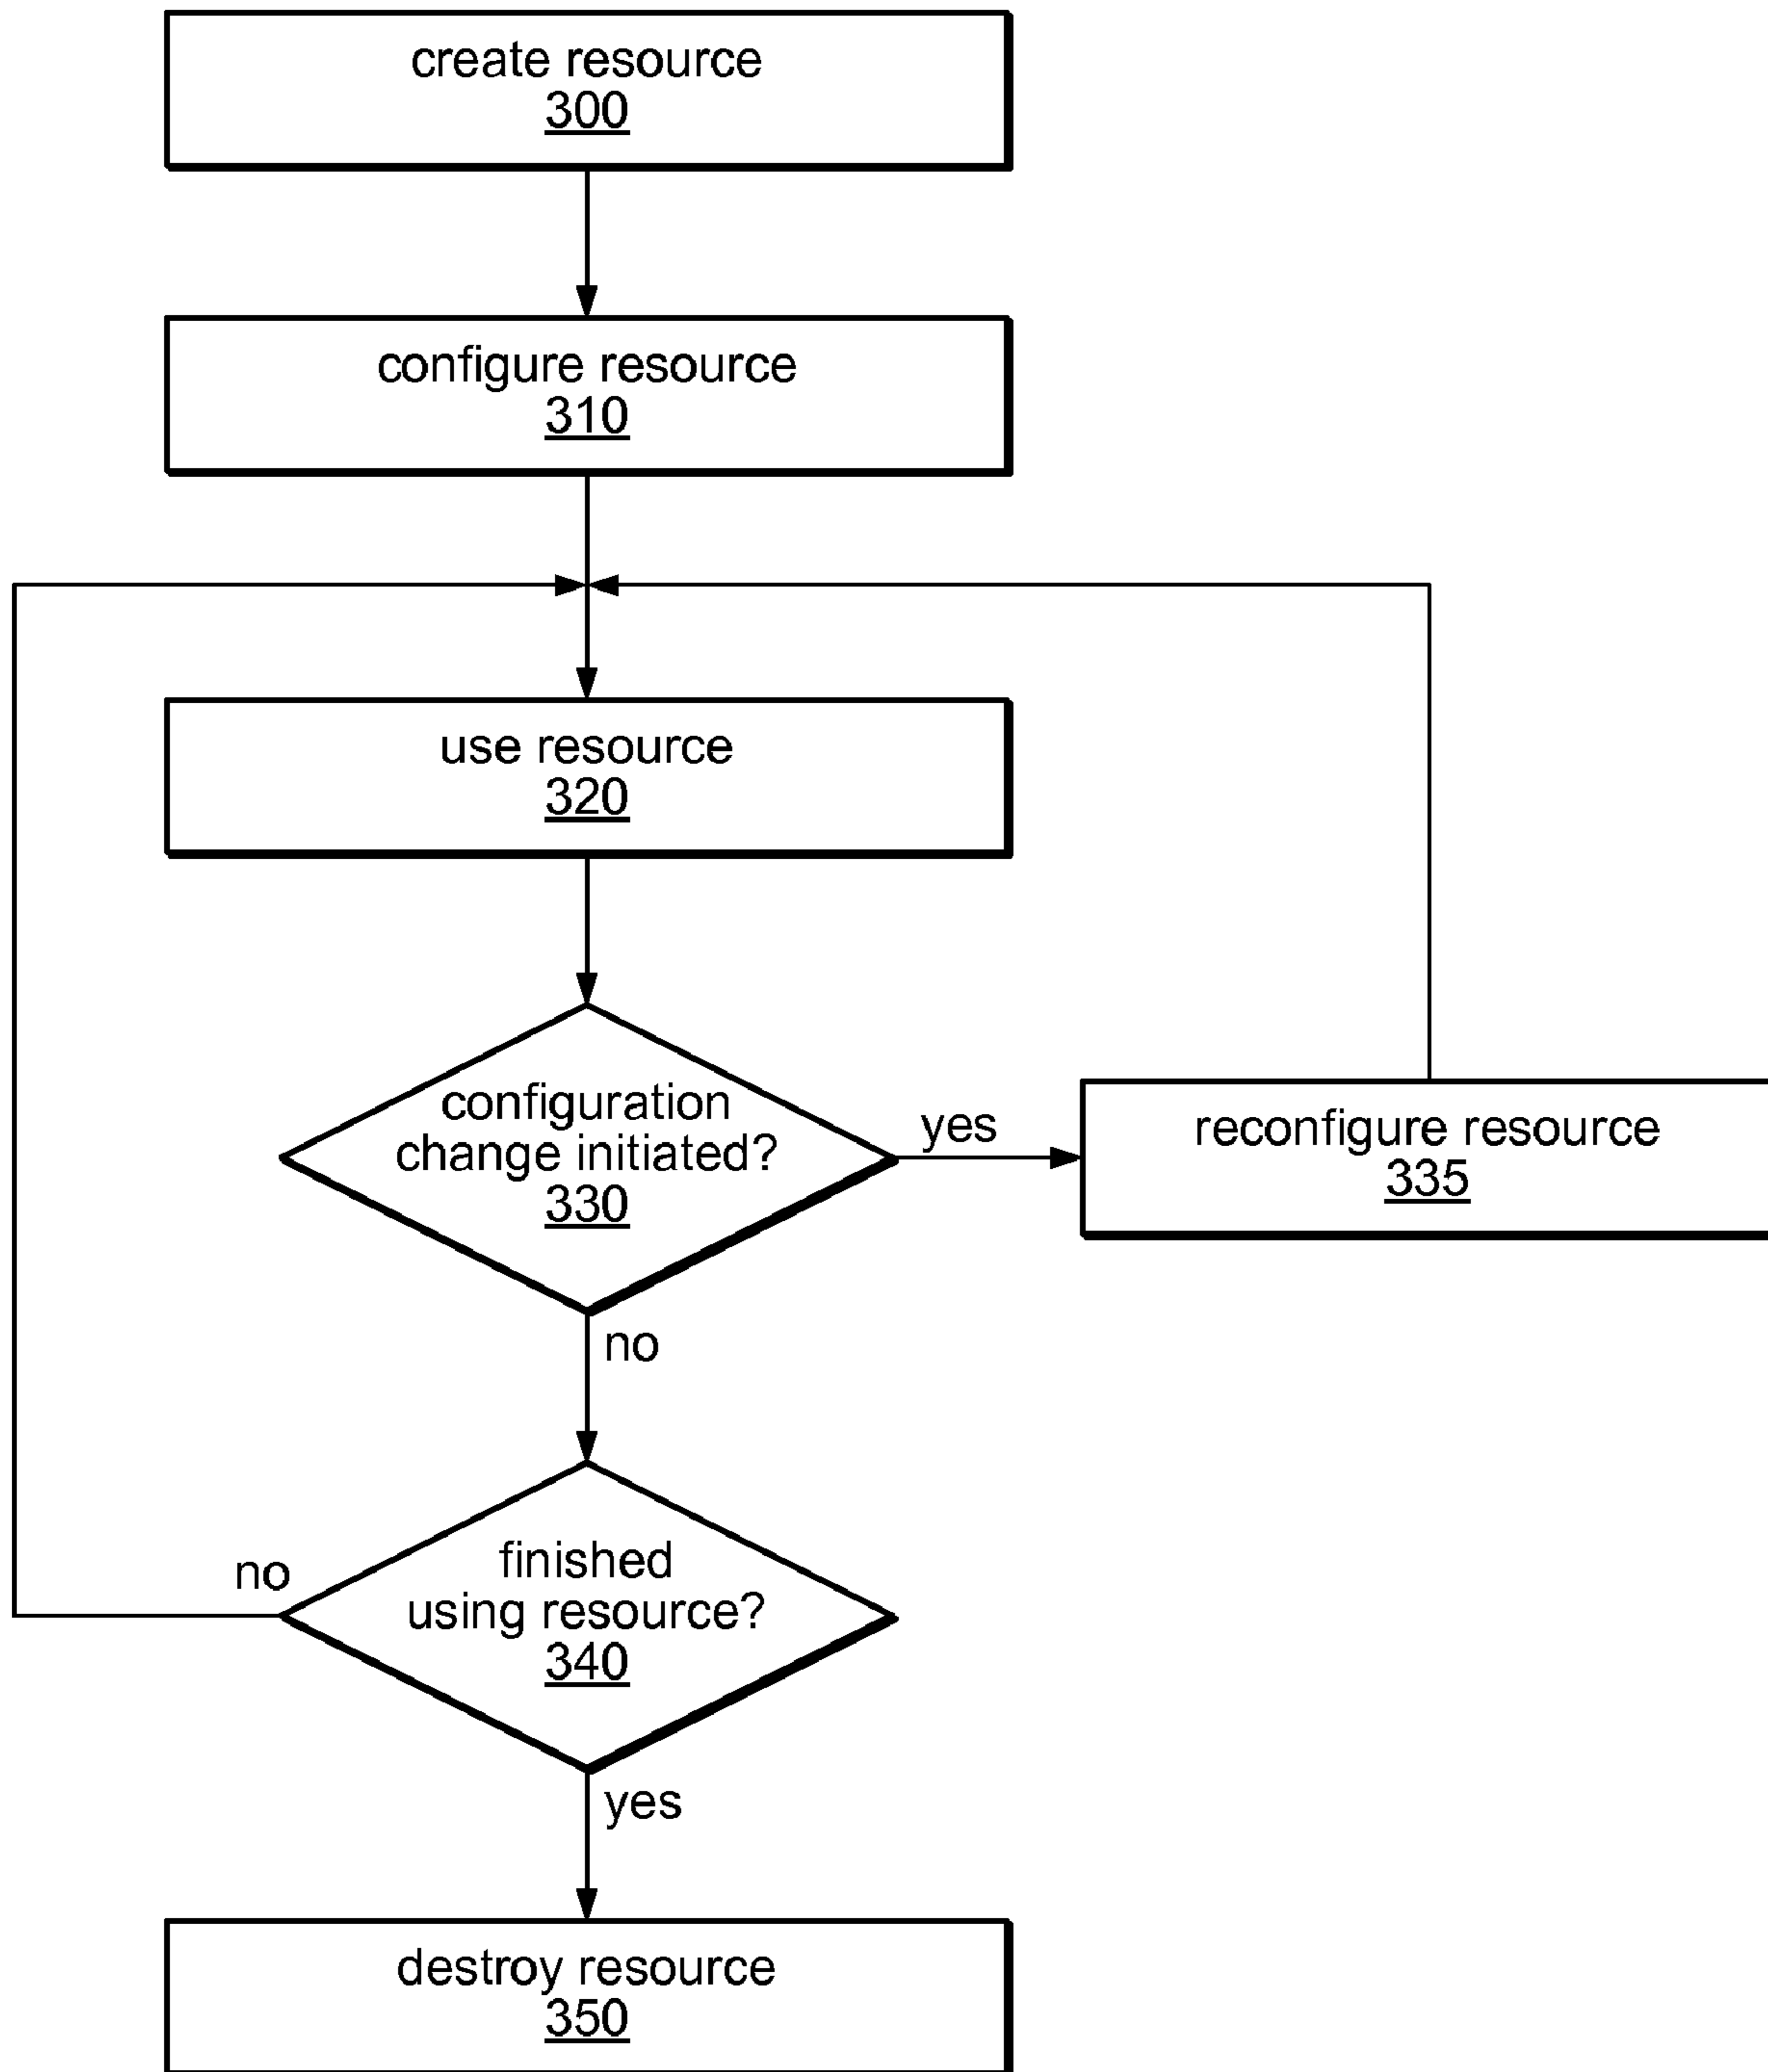 create resource
300
configure resource
310
use resource
320
configuration
change initiated?
330
yes
reconfigure resource
335
no
finished
using resource?
340
no
yes
destroy resource
350